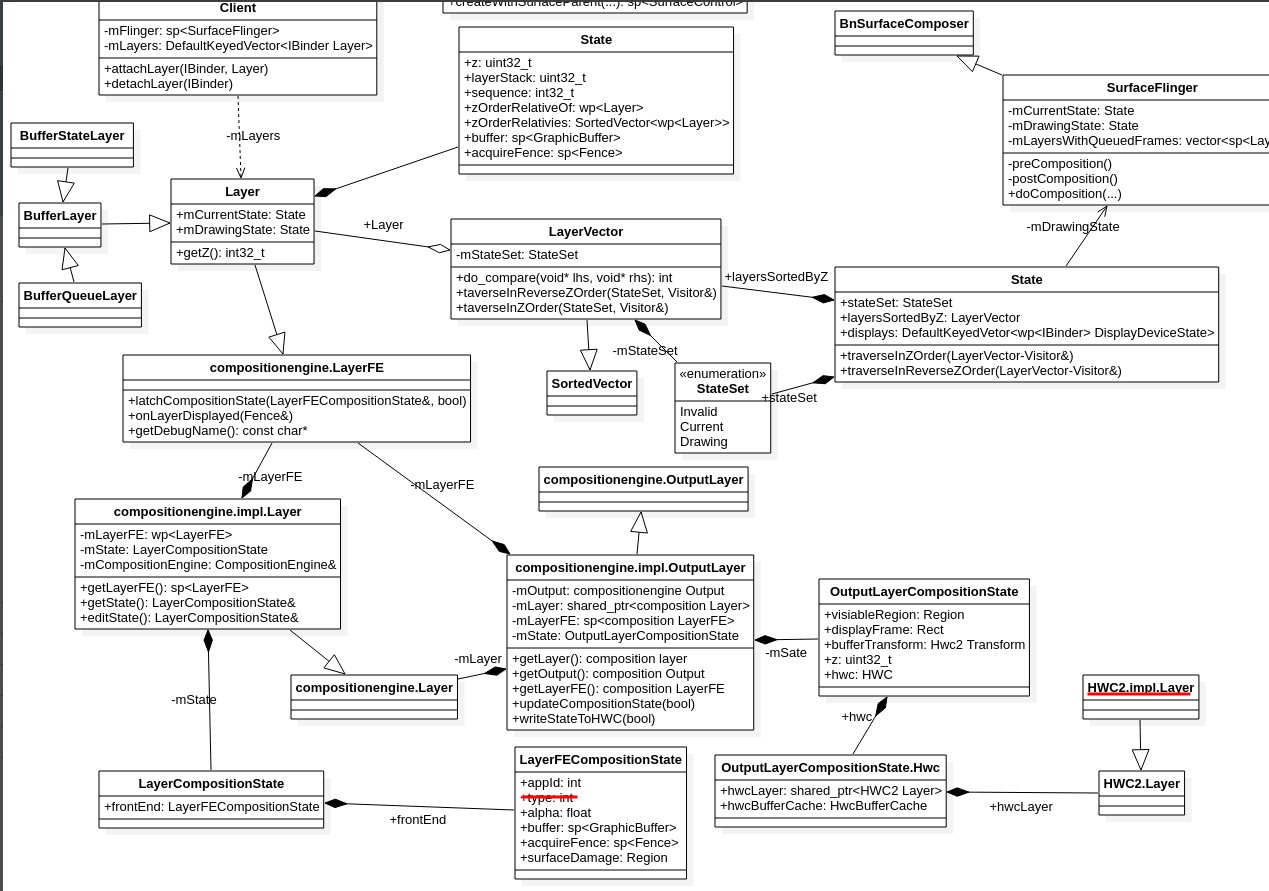 Client
-mFlinger: sp<SurfaceFlinger>
-mLayers: DefaultKeyedVector<IBinder Layer>
+attachLayer(IBinder, Layer)
+detachLayer(IBinder)
+createWithSurfaceParent(...): sp<SurfaceControl>
State
+z: uint32_t
+layerStack: uint32_t
+sequence: int32_t
+zOrderRelativeOf: wp<Layer>
+zOrderRelativies: SortedVector<wp<Layer>>
+buffer: sp<GraphicBuffer>
+acquireFence: sp<Fence>
BnSurfaceComposer
SurfaceFlinger
-mCurrentState: State
-mDrawingState: State
-mLayersWithQueuedFrames: vector<sp<Lay
-preComposition()
-postComposition()
+doComposition(...)
-mLayers
BufferStateLayer
BufferLayer
BufferQueueLayer
Layer
+mCurrentState: State
+mDrawingState: State
+getZ(): int32_t
+Layer
LayerVector
-mStateSet: StateSet
+do_compare(void* lhs, void* rhs): int
+taverseInReverseZOrder(StateSet, Visitor&)
+taverseInZOrder(StateSet, Visitor&)
-mDrawingState
+layersSortedByZ
State
+stateSet: StateSet
+layersSortedByZ: LayerVector
+displays: DefaultKeyedVetor<wp<IBinder> DisplayDeviceState>
+traverseInZOrder(LayerVector-Visitor&)
+traverseInReverseZOrder(LayerVector-Visitor&)
-mStateSet
SortedVector
«enumeration»
StateSet
Invalid
Current
Drawing
+stateSet
compositionengine.LayerFE
+latchCompositionState(LayerFECompositionState&, bool)
+onLayerDisplayed(Fence&)
+getDebugName(): const char*
-mLayerFE
-mLayerFE
compositionengine.OutputLayer
compositionengine.impl.Layer
-mLayerFE: wp<LayerFE>
-mState: LayerCompositionState
-mCompositionEngine: CompositionEngine&
+getLayerFE(): sp<LayerFE>
+getState(): LayerCompositionState&
+editState(): LayerCompositionState&
compositionengine.impl.OutputLayer
-mOutput: compositionengine Output
-mLayer: shared_ptr<composition Layer>
-mLayerFE: sp<composition LayerFE>
-mState: OutputLayerCompositionState
+getLayer(): composition layer
+getOutput(): composition Output
+getLayerFE(): composition LayerFE
+updateCompositionState(bool)
+writeStateToHWC(bool)
-mSate
OutputLayerCompositionState
+visiableRegion: Region
+displayFrame: Rect
+bufferTransform: Hwc2 Transform
+z: uint32_t
+hwc: HWC
-mLayer
compositionengine.Layer
-mState
+hwc
HWC2.impl.Layer
LayerCompositionState
+frontEnd: LayerFECompositionState
+frontEnd
LayerFECompositionState
+appId: int
+type: int
+alpha: float
+buffer: sp<GraphicBuffer>
+acquireFence: sp<Fence>
+surfaceDamage: Region
OutputLayerCompositionState.Hwc
+hwcLayer: shared_ptr<HWC2 Layer>
+hwcBufferCache: HwcBufferCache
+hwcLayer
HWC2.Layer